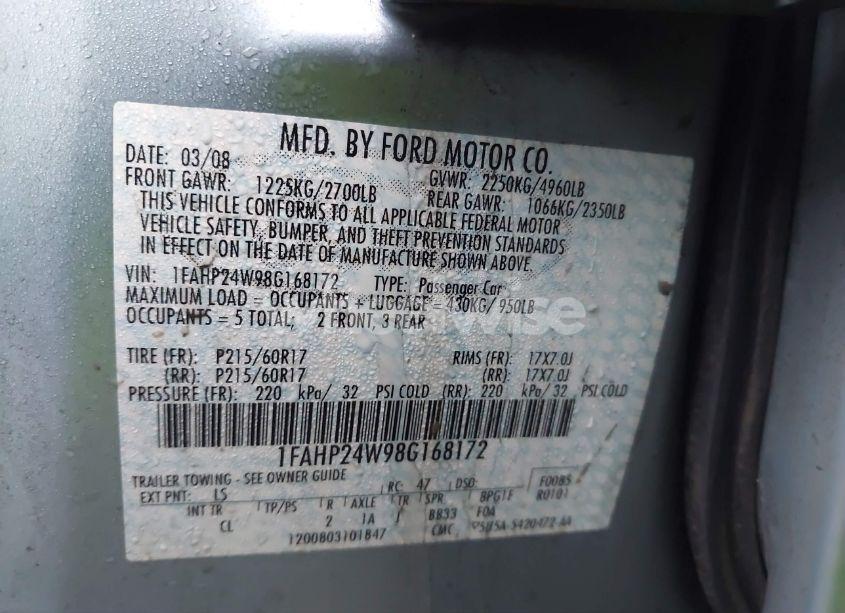 MFD. BY FORD MOTOR CO.
DATE: 03/08 GVWR: 2250KG/4960LB
FRONT GAWR: 1225KG/2700LB REAR GAWR: 1066KG/2350LB
THIS VEHICLE CONFORMS TO ALL APPLICABLE FEDERAL MOTOR
VEHICLE SAFETY, BUMPER, AND THEFT PREVENTION STANDARDS
IN EFFECT ON THE DATE OF MANUFACTURE SHOWN ABOVE.
VIN: 1FAHP24W98G168172 TYPE: Passenger Car
MAXIMUM LOAD = OCCUPANTS + LUGGAGE = 430KG/ 950LB
OCCUPANTS = 5 TOTAL, 2 FRONT, 3 REAR
TIRE (FR): P215/60R17 RIMS (FR): 17X7.0J
(RR): P215/60R17 (RR): 17X7.0J
PRESSURE (FR): 220 kPa/ 32 PSI COLD (RR): 220 kPa/ 32 PSI COLD
1FAHP24W98G168172
TRAILER TOWING - SEE OWNER GUIDE
EXT PNT: LS RC: 47 DSO: F0085
R0101
INT TR TP/PS R AXLE TR SPR BPG1F
CL 2 1A J BB33 FOA
1200803101847 CMC